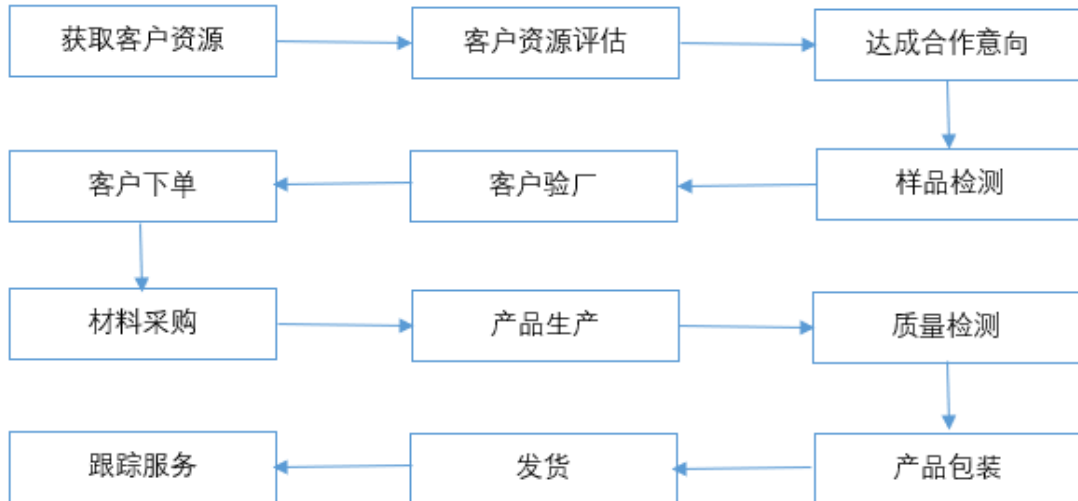 获取客户资源
客户资源评估
达成合作意向
样品检测
客户验厂
客户下单
材料采购
产品生产
质量检测
产品包装
发货
跟踪服务